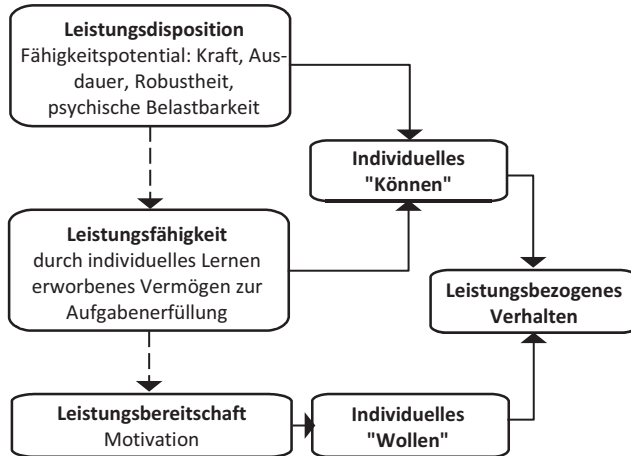 Leistungsdisposition
Fähigkeitspotential: Kraft, Aus-
dauer, Robustheit,
psychische Belastbarkeit
Individuelles
"Können"
Leistungsfähigkeit
durch individuelles Lernen
erworbenes Vermögen zur
Aufgabenerfüllung
Leistungsbezogenes
Verhalten
Leistungsbereitschaft
Motivation
Individuelles
"Wollen"